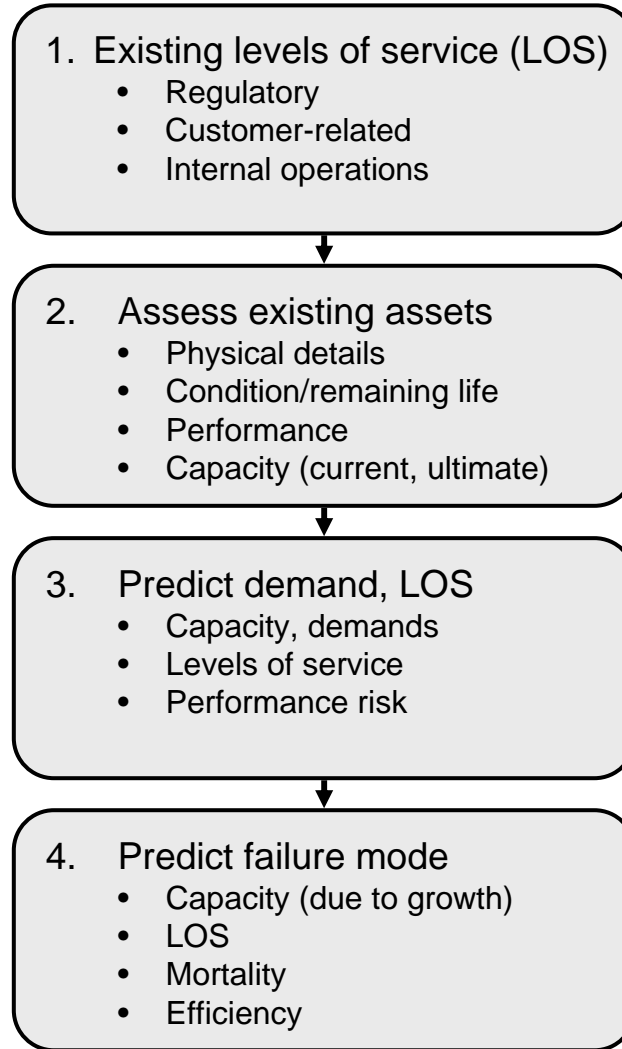 1. Existing levels of service (LOS)
• Regulatory
• Customer-related
• Internal operations
2. Assess existing assets
• Physical details
• Condition/remaining life
• Performance
• Capacity (current, ultimate)
3. Predict demand, LOS
• Capacity, demands
• Levels of service
• Performance risk
4. Predict failure mode
• Capacity (due to growth)
• LOS
• Mortality
• Efficiency